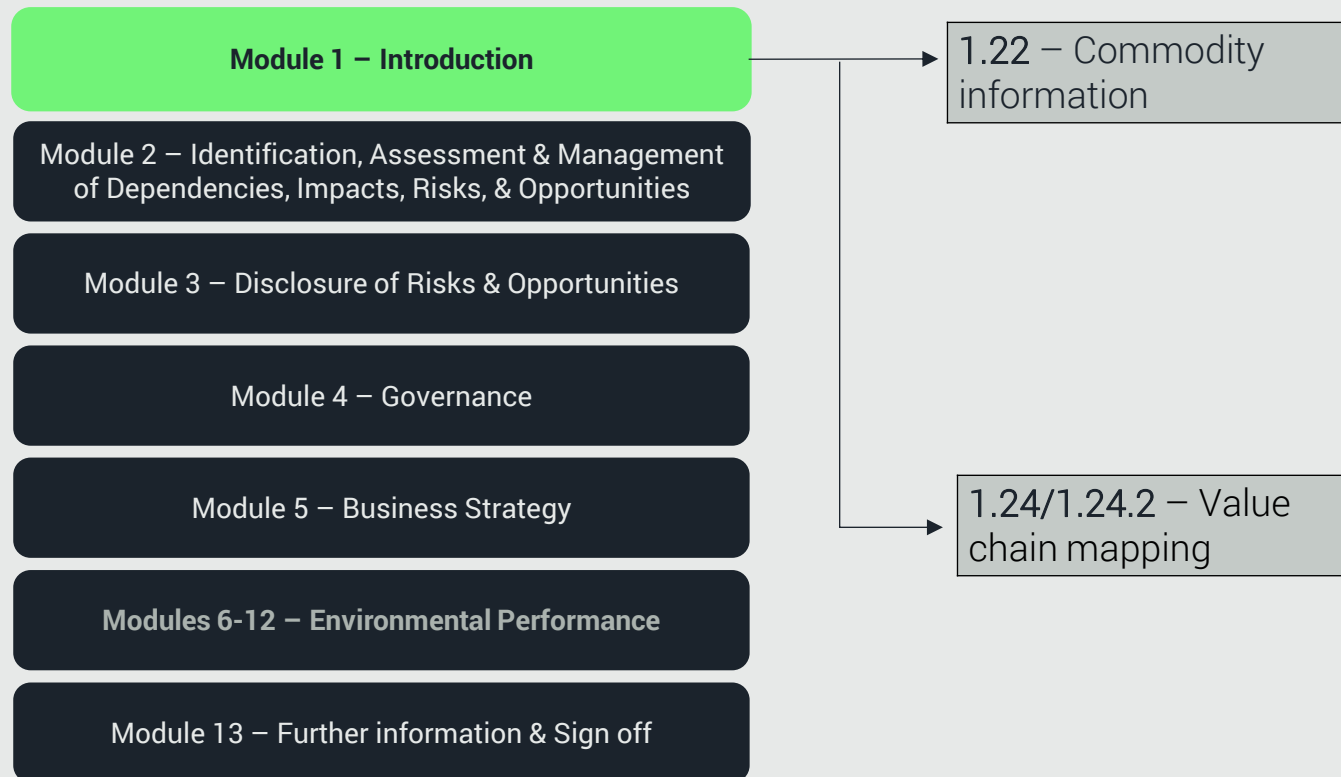 Module 1 – Introduction
1.22 – Commodity
information
Module 2 – Identification, Assessment & Management
of Dependencies, Impacts, Risks, & Opportunities
Module 3 – Disclosure of Risks & Opportunities
Module 4 – Governance
1.24/1.24.2 – Value
chain mapping
Module 5 – Business Strategy
Modules 6-12 – Environmental Performance
Module 13 – Further information & Sign off